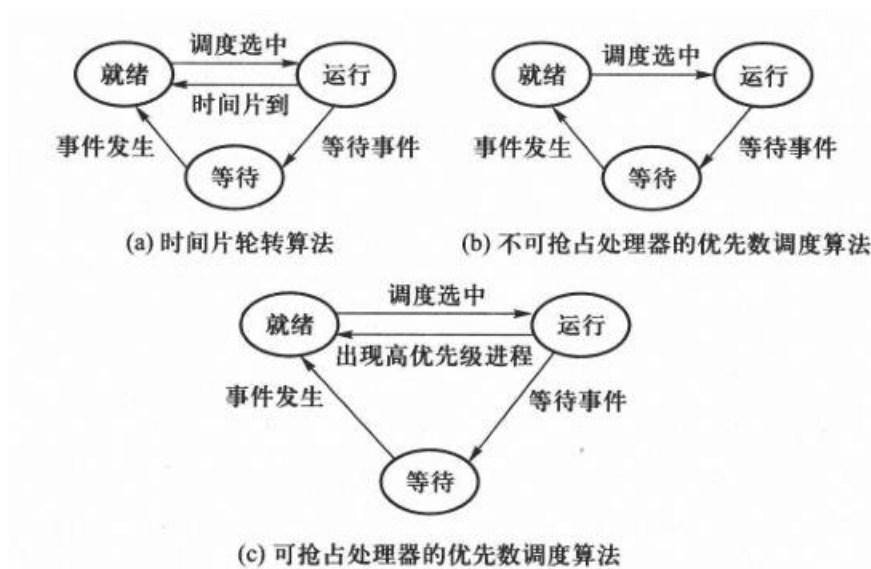 调度选中
就绪
运行
时间片到
事件发生
等待事件
等待
(a) 时间片轮转算法
调度选中
就绪
运行
事件发生
等待事件
等待
(b) 不可抢占处理器的优先数调度算法
调度选中
就绪
运行
出现高优先级进程
事件发生
等待事件
等待
(c) 可抢占处理器的优先数调度算法